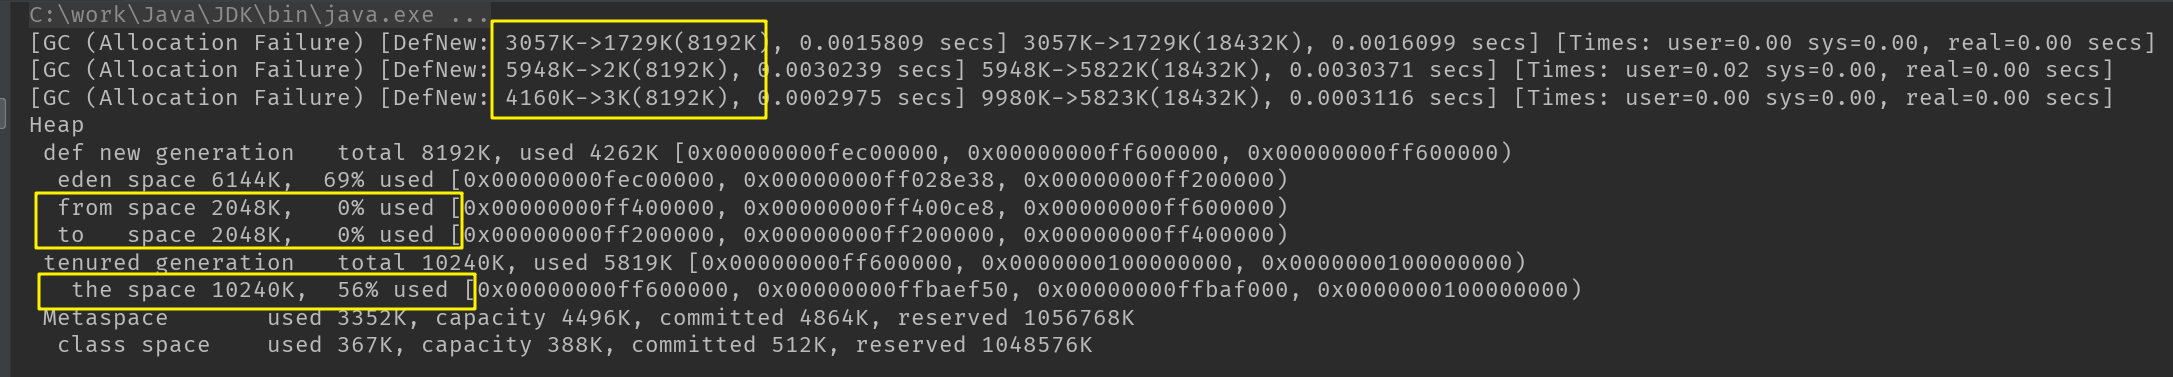 C:\work\Java\JDK\bin\java.exe ...
[GC (Allocation Failure) [DefNew: 3057K->1729K(8192K), 0.0015809 secs] 3057K->1729K(18432K), 0.0016099 secs] [Times: user=0.00 sys=0.00, real=0.00 secs]
[GC (Allocation Failure) [DefNew: 5948K->2K(8192K), 0.0030239 secs] 5948K->5822K(18432K), 0.0030371 secs] [Times: user=0.02 sys=0.00, real=0.00 secs]
[GC (Allocation Failure) [DefNew: 4160K->3K(8192K), 0.0002975 secs] 9980K->5823K(18432K), 0.0003116 secs] [Times: user=0.00 sys=0.00, real=0.00 secs]
Heap
 def new generation   total 8192K, used 4262K [0x00000000fec00000, 0x00000000ff600000, 0x00000000ff600000)
  eden space 6144K,  69% used [0x00000000fec00000, 0x00000000ff028e38, 0x00000000ff200000)
  from space 2048K,   0% used [0x00000000ff400000, 0x00000000ff400ce8, 0x00000000ff600000)
  to   space 2048K,   0% used [0x00000000ff200000, 0x00000000ff200000, 0x00000000ff400000)
 tenured generation   total 10240K, used 5819K [0x00000000ff600000, 0x0000000100000000, 0x0000000100000000)
   the space 10240K,  56% used [0x00000000ff600000, 0x00000000ffbaef50, 0x00000000ffbaf000, 0x0000000100000000)
 Metaspace       used 3352K, capacity 4496K, committed 4864K, reserved 1056768K
  class space    used 367K, capacity 388K, committed 512K, reserved 1048576K